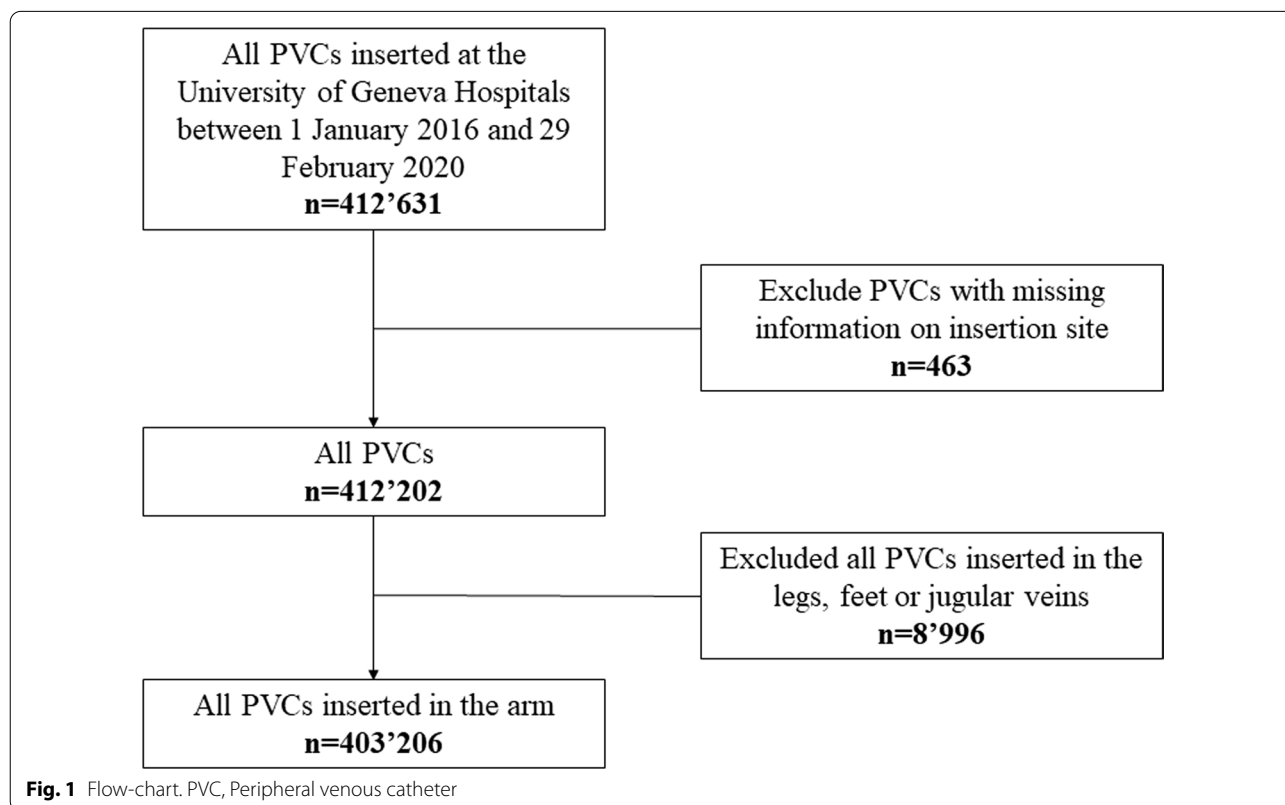 All PVCs inserted at the
University of Geneva Hospitals
between 1 January 2016 and 29
February 2020
n=412’631
Exclude PVCs with missing
information on insertion site
n=463
All PVCs
n=412’202
Excluded all PVCs inserted in the
legs, feet or jugular veins
n=8’996
All PVCs inserted in the arm
n=403’206
Fig. 1 Flow-chart. PVC, Peripheral venous catheter